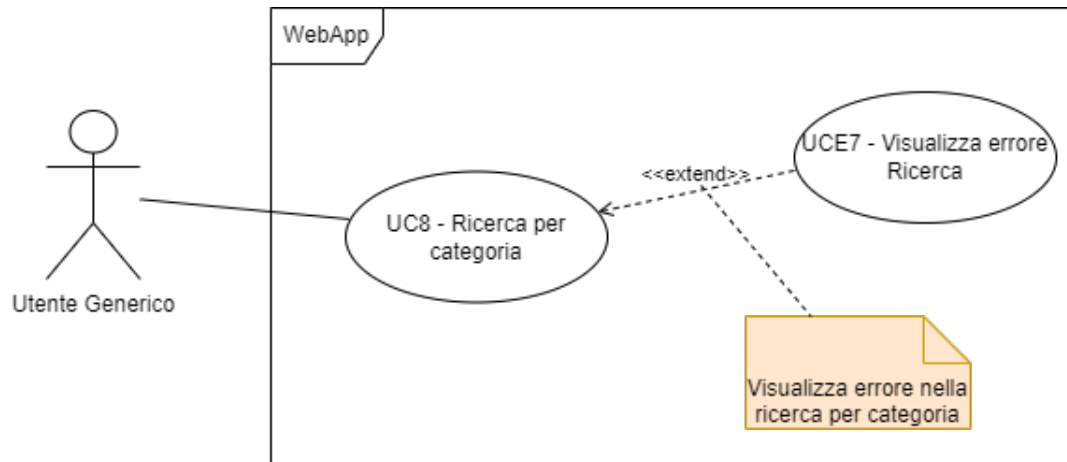 WebApp
UCE7 - Visualizza errore
Ricerca
<<extend>>
UC8 - Ricerca per
categoria
Utente Generico
Visualizza errore nella
ricerca per categoria